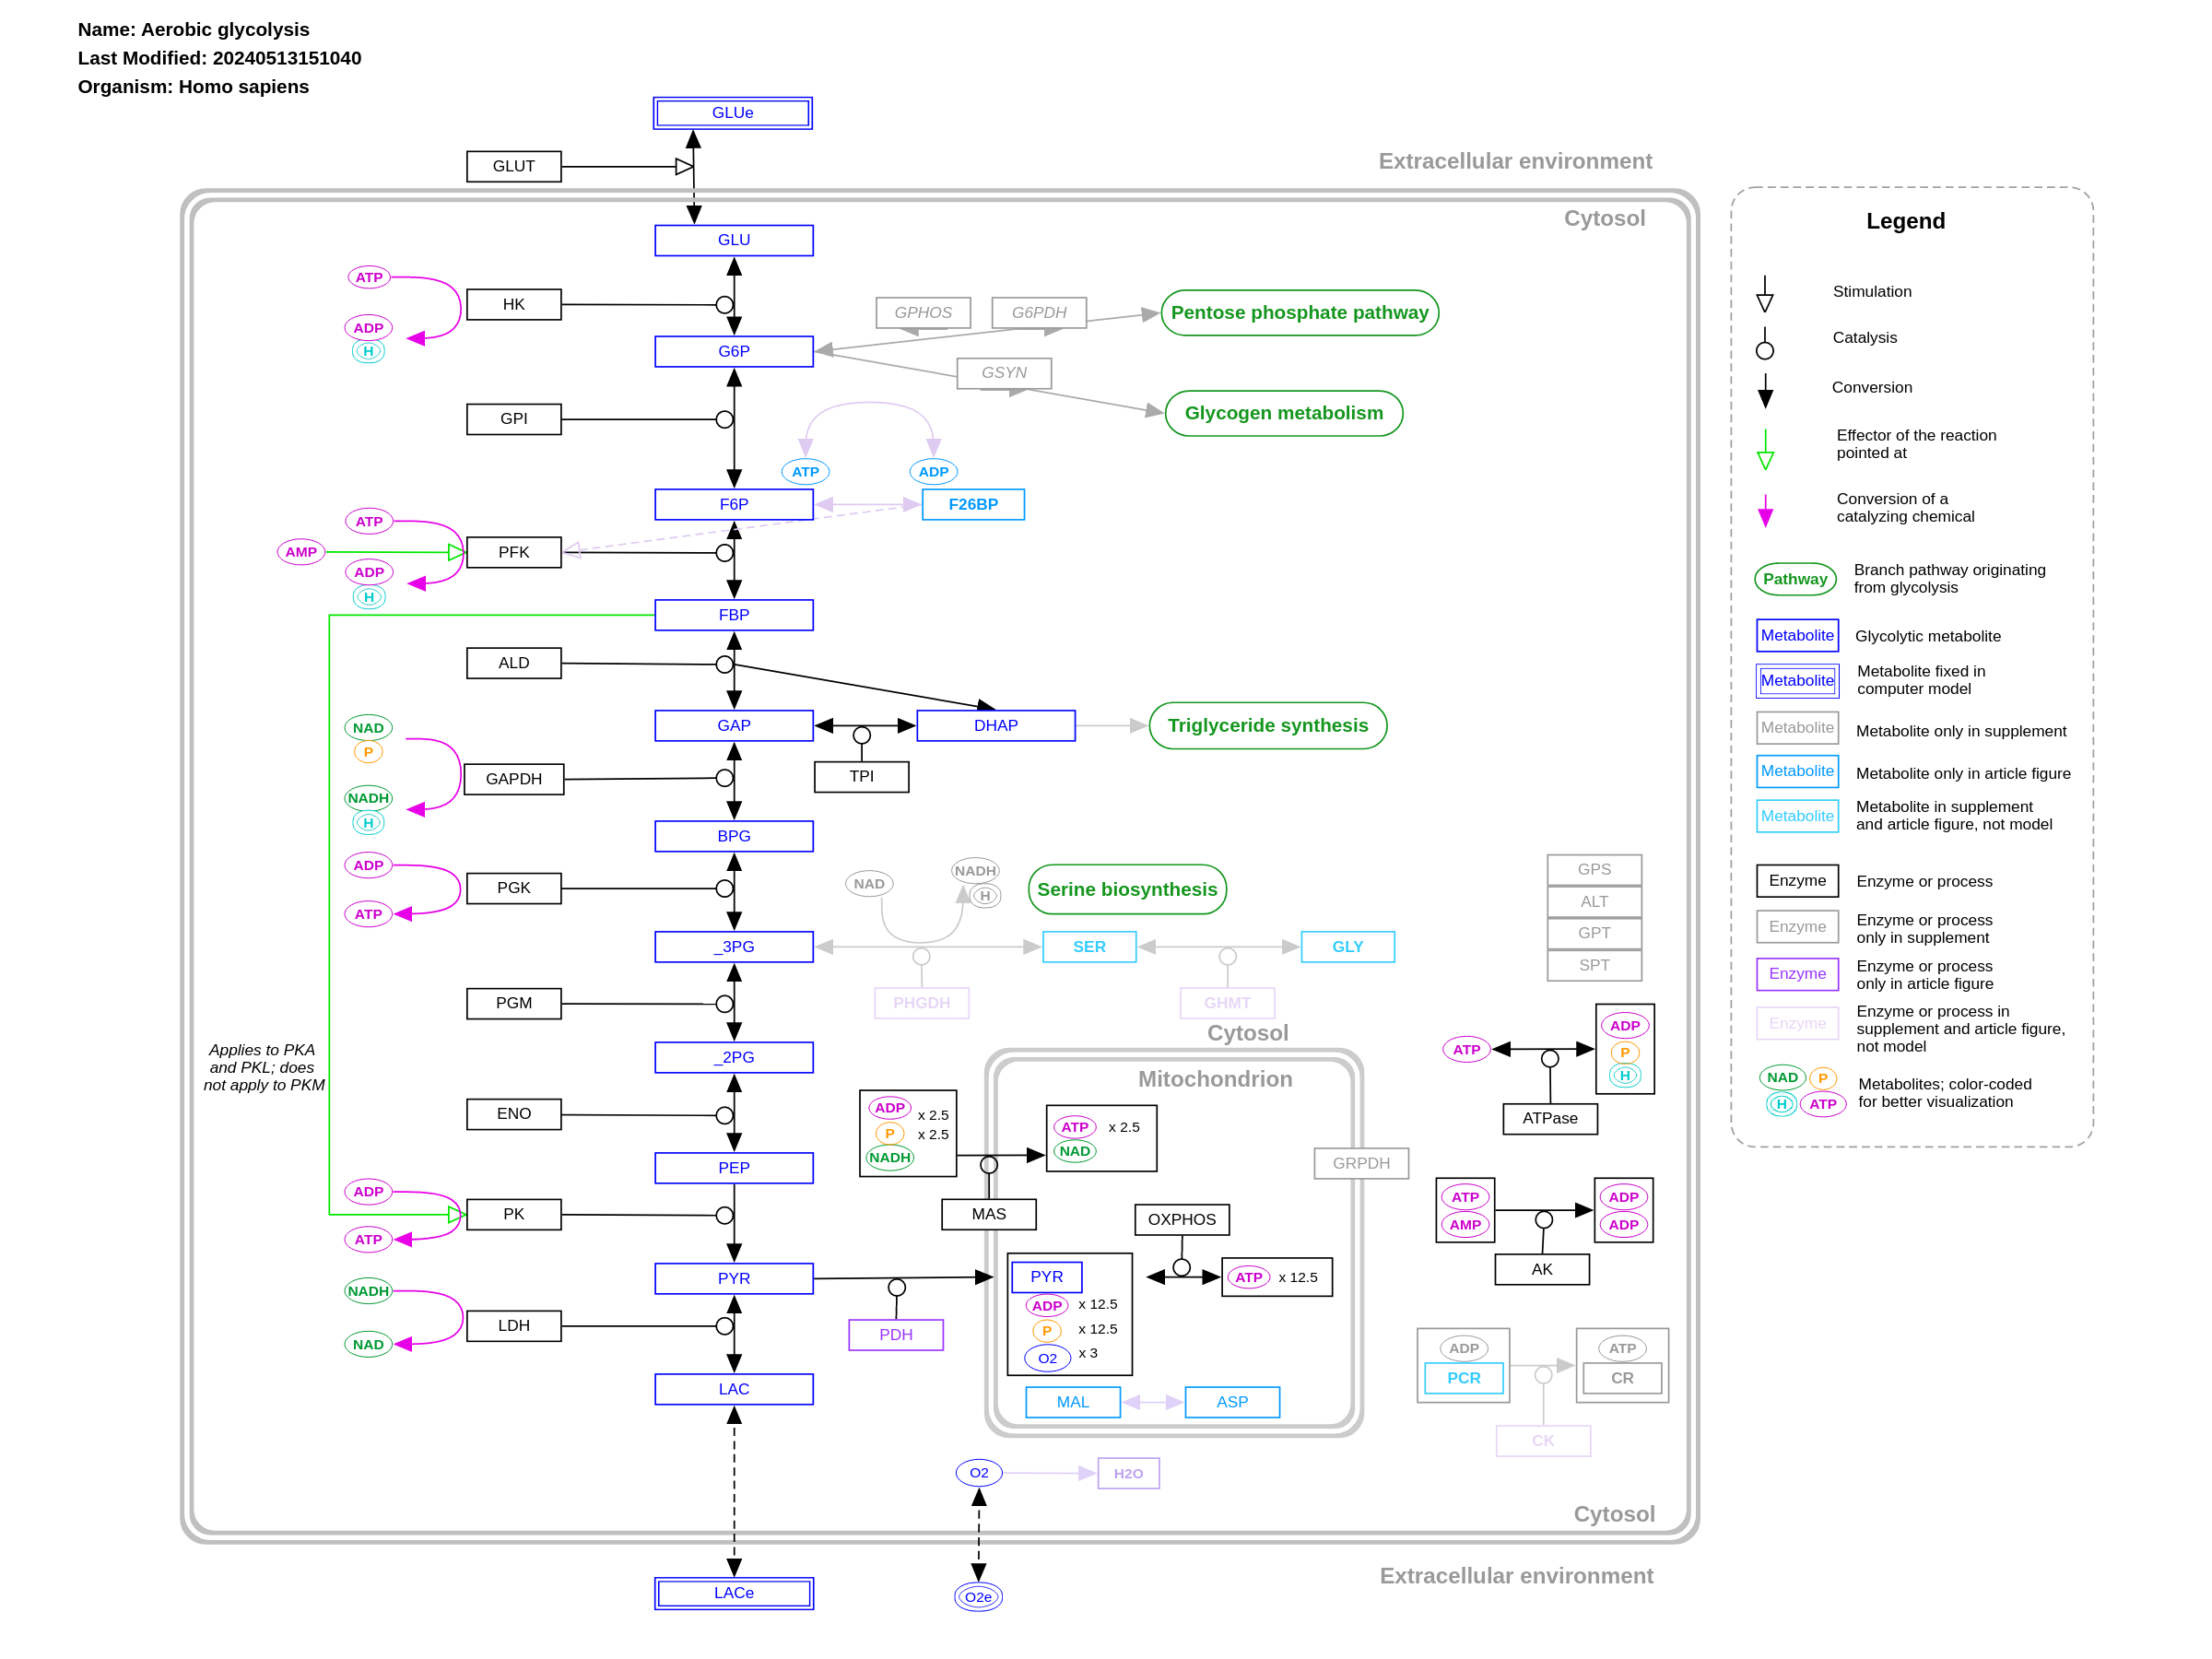 Name: Aerobic glycolysis
Last Modified: 20240513151040
Organism: Homo sapiens
GLUe
GLUT
Extracellular environment
Cytosol
GLU
ATP
HK
ADP
H
GPHOS
G6PDH
Pentose phosphate pathway
G6P
GSYN
GPI
Glycogen metabolism
ATP
ADP
F6P
F26BP
ATP
AMP
PFK
ADP
H
FBP
ALD
GAP
DHAP
Triglyceride synthesis
NAD
P
TPI
GAPDH
NADH
H
BPG
ADP
PGK
ATP
NAD
NADH
H
Serine biosynthesis
GPS
ALT
GPT
SPT
_3PG
SER
GLY
PGM
PHGDH
GHMT
Cytosol
ATP
ADP
P
H
ATPase
Applies to PKA
and PKL; does
not apply to PKM
_2PG
Mitochondrion
ENO
ADP x 2.5
P x 2.5
NADH
ATP x 2.5
NAD
GRPDH
PEP
ADP
PK
ATP
MAS
OXPHOS
ATP
AMP
ADP
ADP
AK
PYR
PYR
ADP x 12.5
P x 12.5
O2 x 3
ATP x 12.5
NADH
LDH
NAD
PDH
ADP
PCR
ATP
CR
CK
LAC
MAL
ASP
O2
H2O
Cytosol
LACe
O2e
Extracellular environment
Legend
Stimulation
Catalysis
Conversion
Effector of the reaction
pointed at
Conversion of a
catalyzing chemical
Pathway
Branch pathway originating
from glycolysis
Metabolite
Glycolytic metabolite
Metabolite
Metabolite fixed in
computer model
Metabolite
Metabolite only in supplement
Metabolite
Metabolite only in article figure
Metabolite
Metabolite in supplement
and article figure, not model
Enzyme
Enzyme or process
Enzyme
Enzyme or process
only in supplement
Enzyme
Enzyme or process
only in article figure
Enzyme
Enzyme or process in
supplement and article figure,
not model
NAD P
H ATP
Metabolites; color-coded
for better visualization